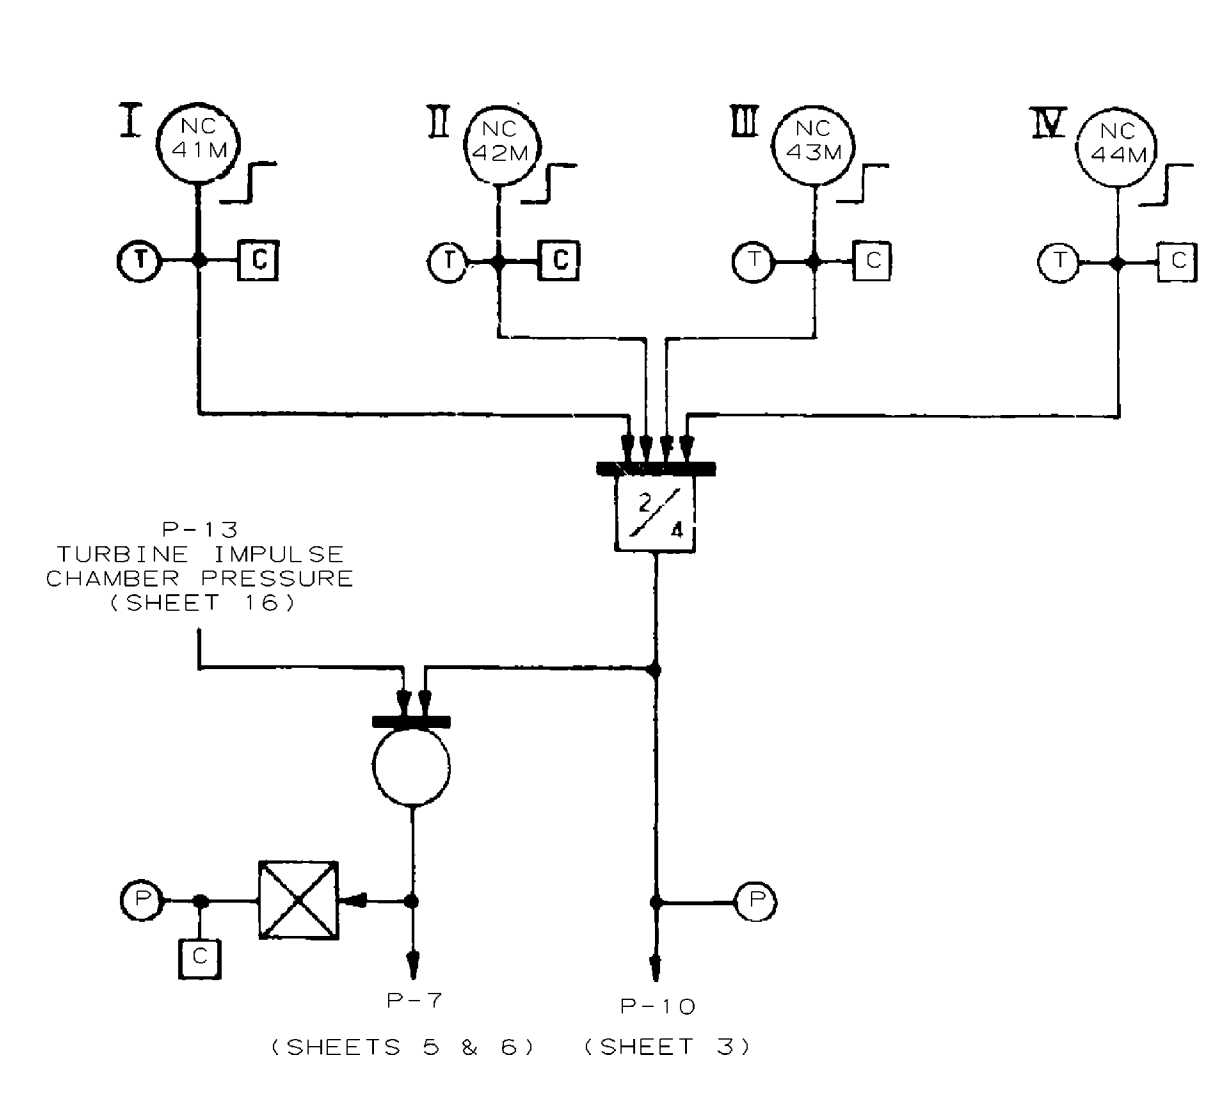 I
NC
41M
II
NC
42M
III
NC
43M
IV
NC
44M
T
C
T
C
T
C
T
C
2/4
P-13
TURBINE IMPULSE
CHAMBER PRESSURE
(SHEET 16)
P
C
P
P-7
P-10
(SHEETS 5 & 6)
(SHEET 3)